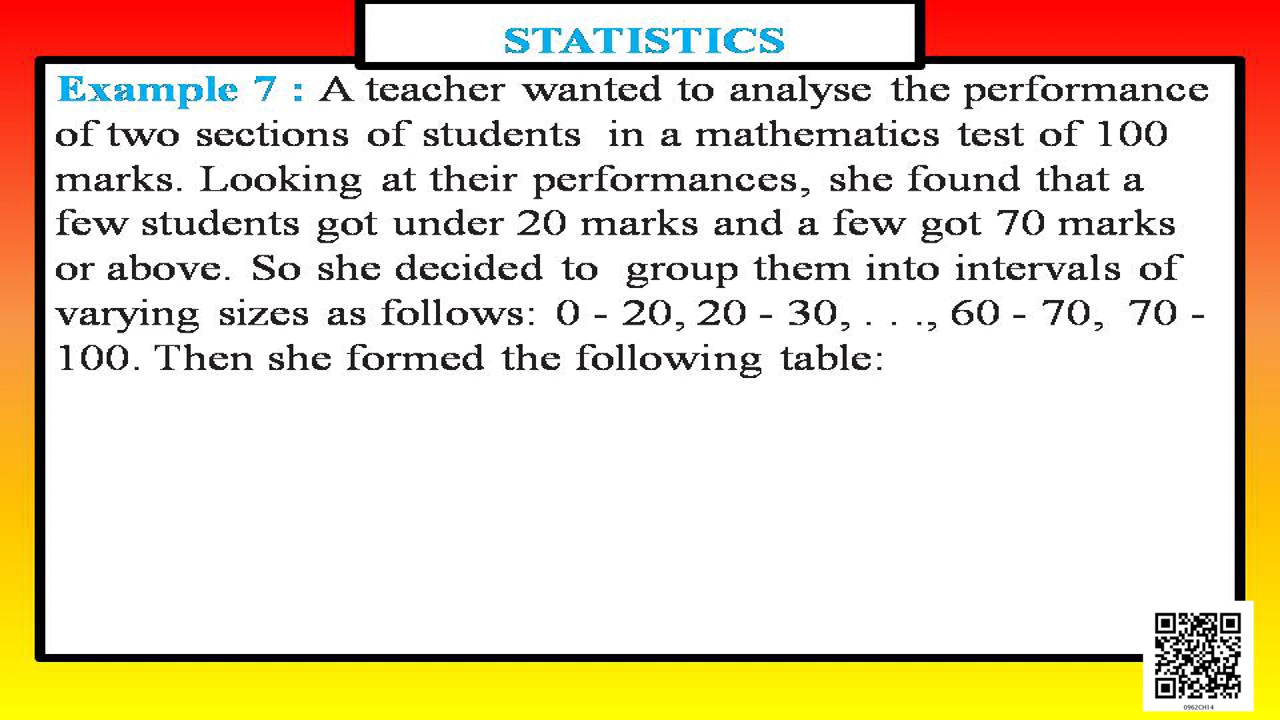 STATISTICS
Example 7 : A teacher wanted to analyse the performance
of two sections of students in a mathematics test of 100
marks. Looking at their performances, she found that a
few students got under 20 marks and a few got 70 marks
or above. So she decided to group them into intervals of
varying sizes as follows: 0 - 20, 20 - 30, . . ., 60 - 70, 70 -
100. Then she formed the following table:
0962CH14